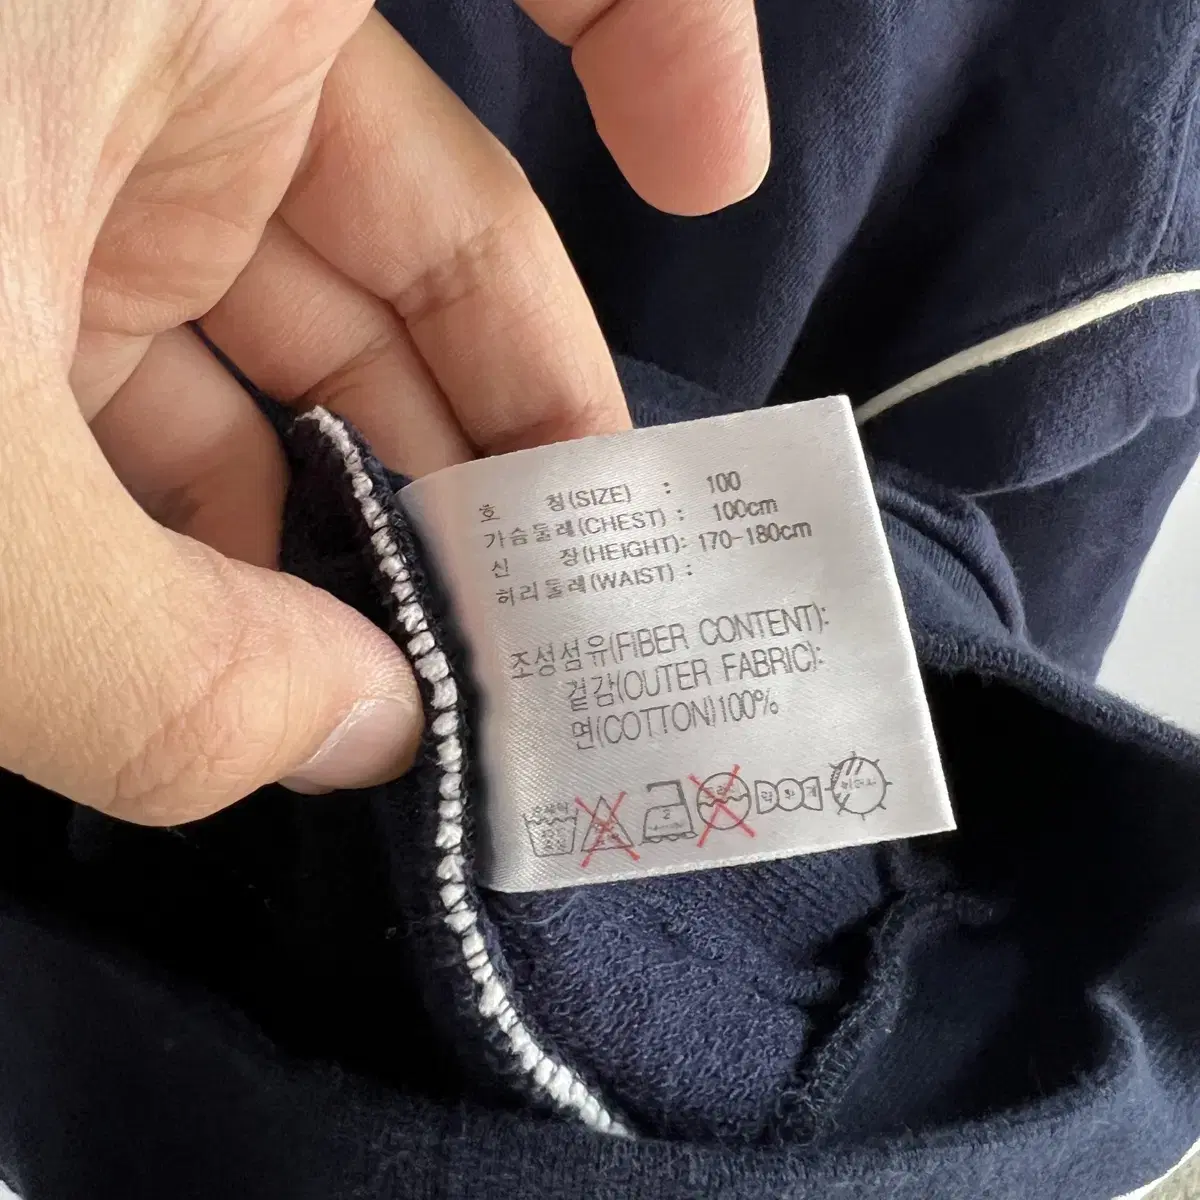 호 칭(SIZE) : 100
가슴둘레(CHEST) : 100cm
신 장(HEIGHT): 170-180cm
허리둘레(WAIST) :
조성섬유(FIBER CONTENT):
겉감(OUTER FABRIC):
면(COTTON)100%
2